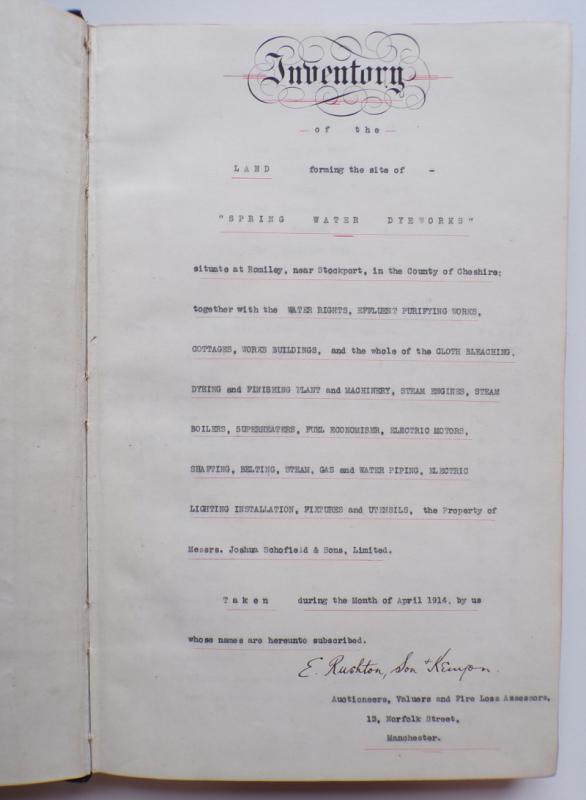 Inventory
of the
LAND forming the site of -
"SPRING WATER DYEWORKS"
situate at Romiley, near Stockport, in the County of Cheshire;
together with the WATER RIGHTS, EFFLUENT PURIFYING WORKS,
COTTAGES, WORKS BUILDINGS, and the whole of the CLOTH BLEACHING,
DYEING and FINISHING PLANT and MACHINERY, STEAM ENGINES, STEAM
BOILERS, SUPERHEATERS, FUEL ECONOMISER, ELECTRIC MOTORS,
SHAFTING, BELTING, STEAM, GAS and WATER PIPING, ELECTRIC
LIGHTING INSTALLATION, FIXTURES and UTENSILS, the Property of
Messrs. Joshua Schofield & Sons, Limited.
Taken during the Month of April 1914, by us
whose names are hereunto subscribed.
E. Rushton, Son & Kenyon.
Auctioneers, Valuers and Fire Loss Assessors,
13, Norfolk Street,
Manchester.